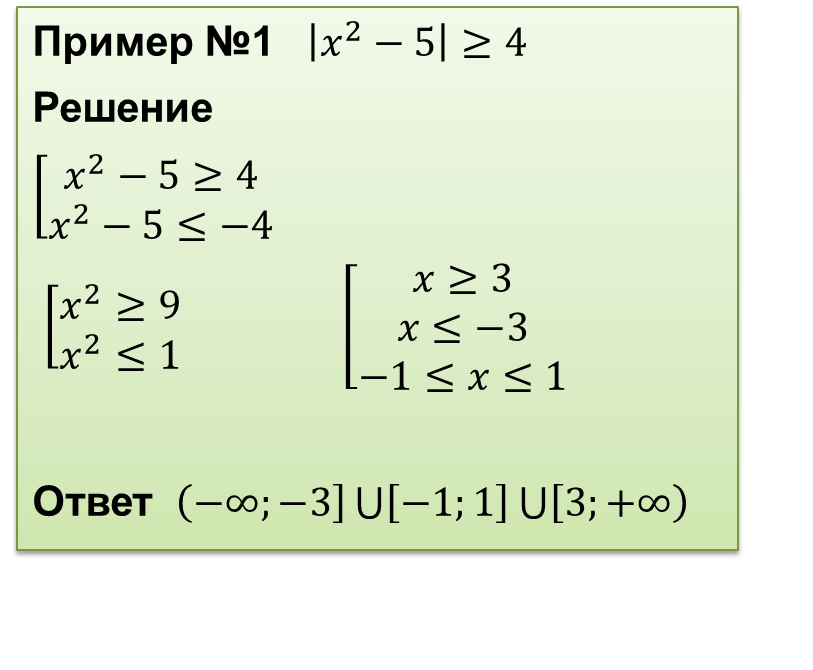 Пример №1 |x² − 5| ≥ 4
Решение
[ x² − 5 ≥ 4
x² − 5 ≤ −4
[ x² ≥ 9
x² ≤ 1
[ x ≥ 3
x ≤ −3
−1 ≤ x ≤ 1
Ответ (−∞; −3] ∪ [−1; 1] ∪ [3; +∞)